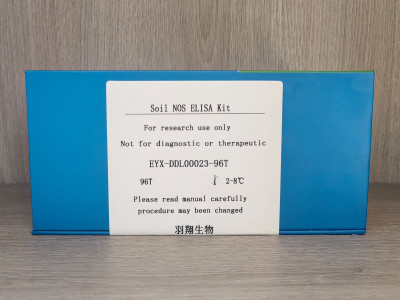 Soil NOS ELISA Kit
For research use only
Not for diagnostic or therapeutic
EYX-DDL00023-96T
96T 2-8℃
Please read manual carefully
procedure may been changed
羽翔生物